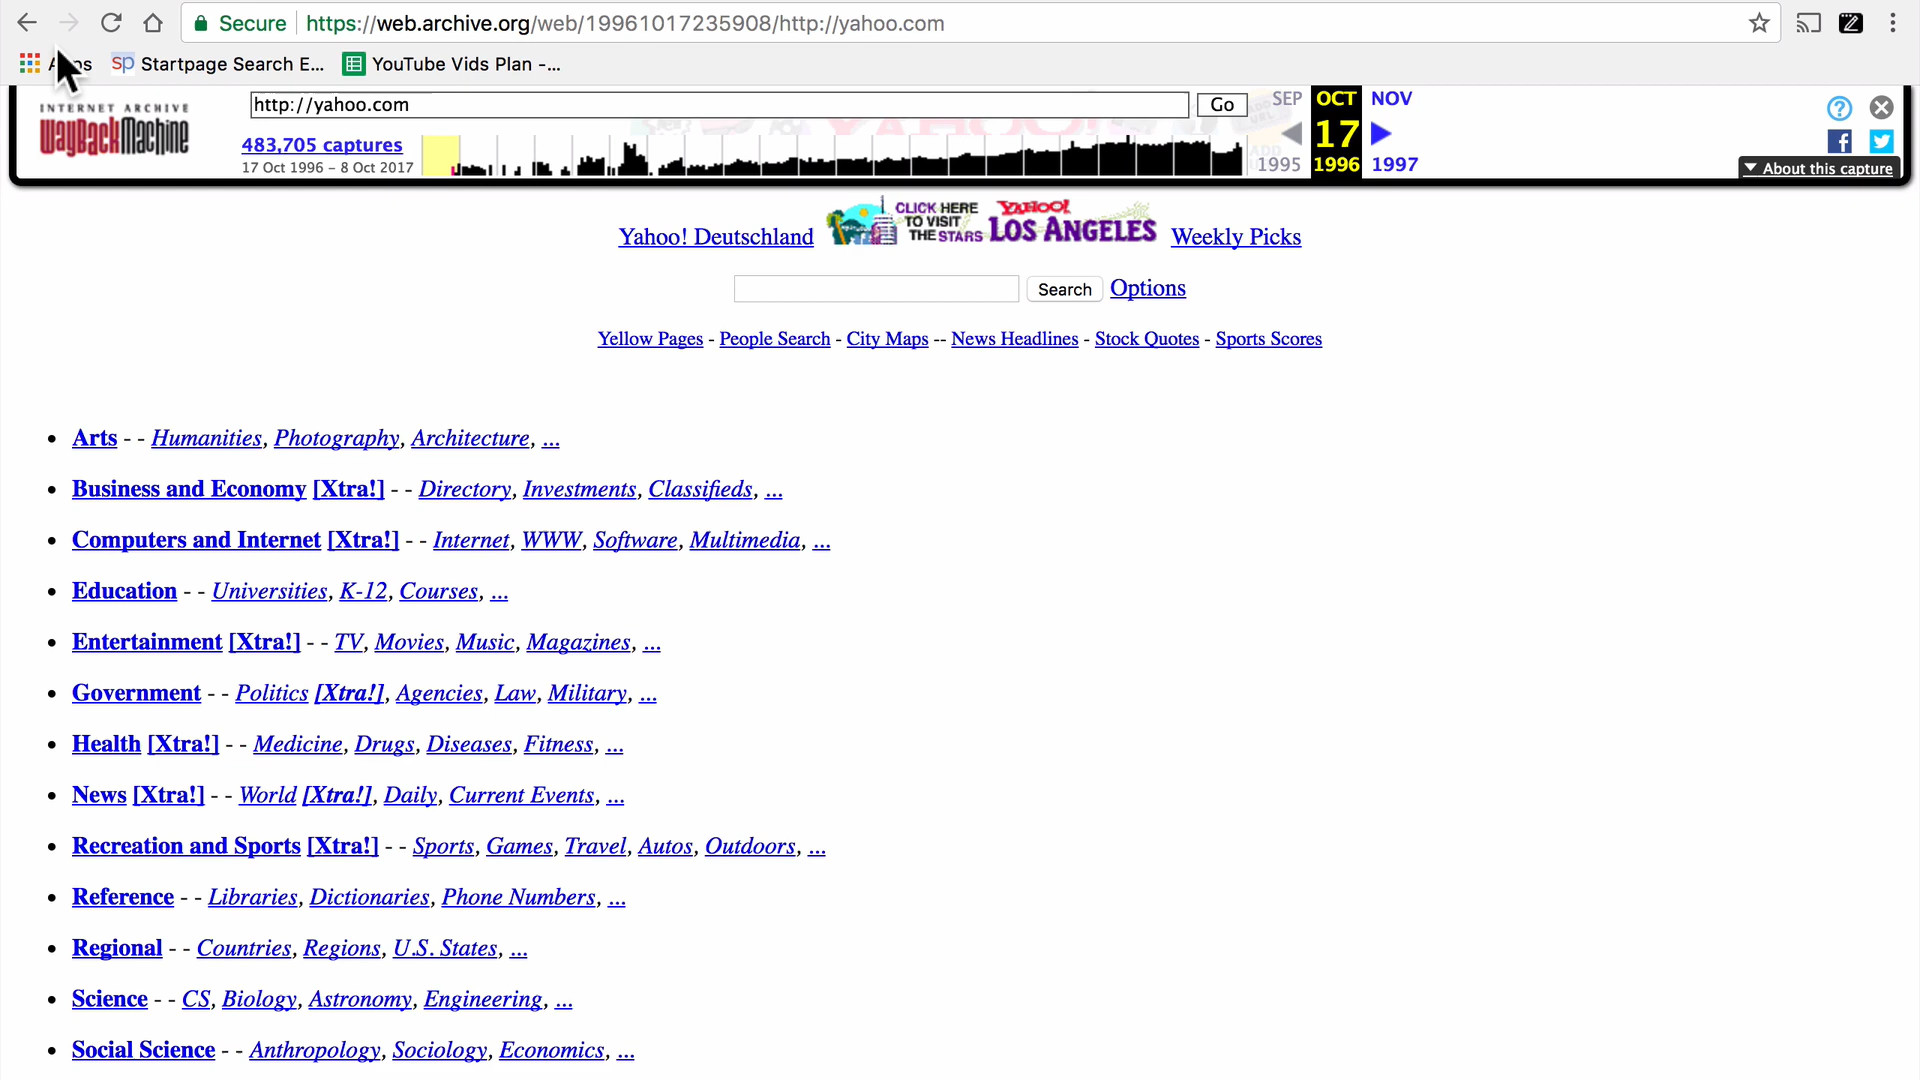 Secure https://web.archive.org/web/19961017235908/http://yahoo.com
Startpage Search E... YouTube Vids Plan -...
INTERNET ARCHIVE
WayBackMachine
http://yahoo.com Go
483,705 captures
17 Oct 1996 – 8 Oct 2017
SEP OCT NOV
17
1995 1996 1997
About this capture
Yahoo! Deutschland CLICK HERE TO VISIT THE STARS YAHOO! LOS ANGELES Weekly Picks
Search Options
Yellow Pages - People Search - City Maps -- News Headlines - Stock Quotes - Sports Scores
Arts - - Humanities, Photography, Architecture, ...
Business and Economy [Xtra!] - - Directory, Investments, Classifieds, ...
Computers and Internet [Xtra!] - - Internet, WWW, Software, Multimedia, ...
Education - - Universities, K-12, Courses, ...
Entertainment [Xtra!] - - TV, Movies, Music, Magazines, ...
Government - - Politics [Xtra!], Agencies, Law, Military, ...
Health [Xtra!] - - Medicine, Drugs, Diseases, Fitness, ...
News [Xtra!] - - World [Xtra!], Daily, Current Events, ...
Recreation and Sports [Xtra!] - - Sports, Games, Travel, Autos, Outdoors, ...
Reference - - Libraries, Dictionaries, Phone Numbers, ...
Regional - - Countries, Regions, U.S. States, ...
Science - - CS, Biology, Astronomy, Engineering, ...
Social Science - - Anthropology, Sociology, Economics, ...